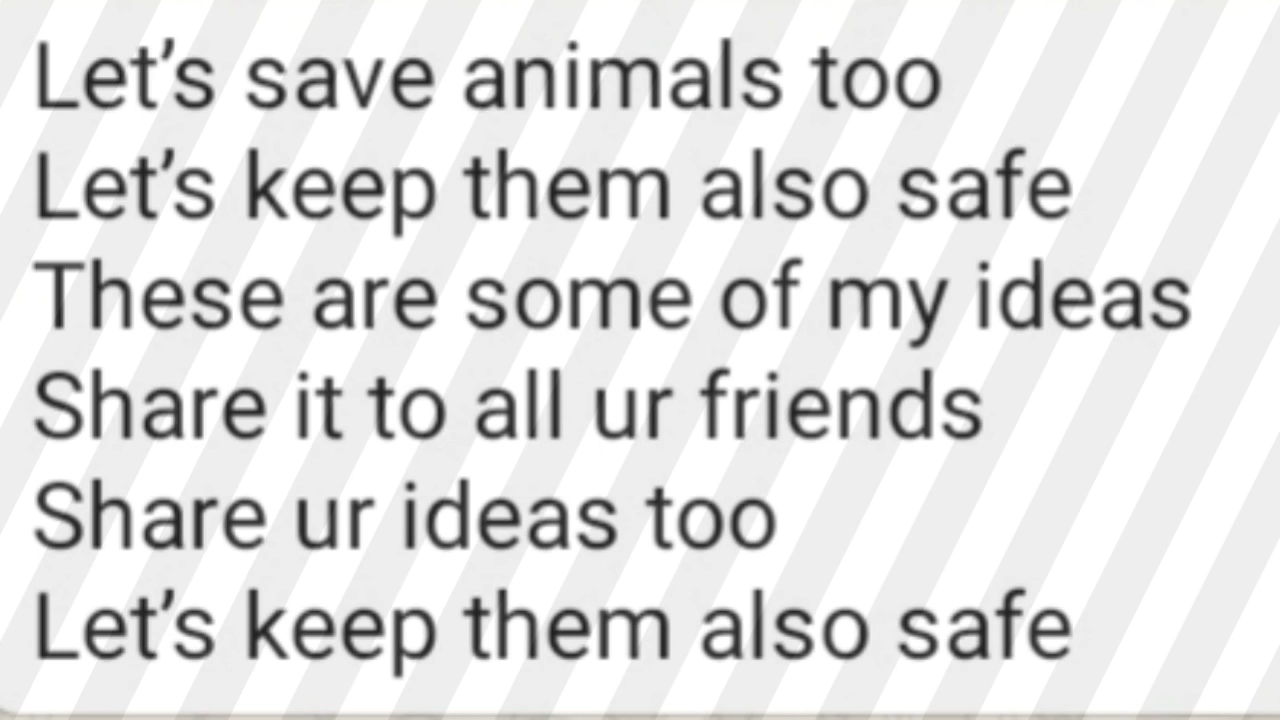 Let’s save animals too
Let’s keep them also safe
These are some of my ideas
Share it to all ur friends
Share ur ideas too
Let’s keep them also safe